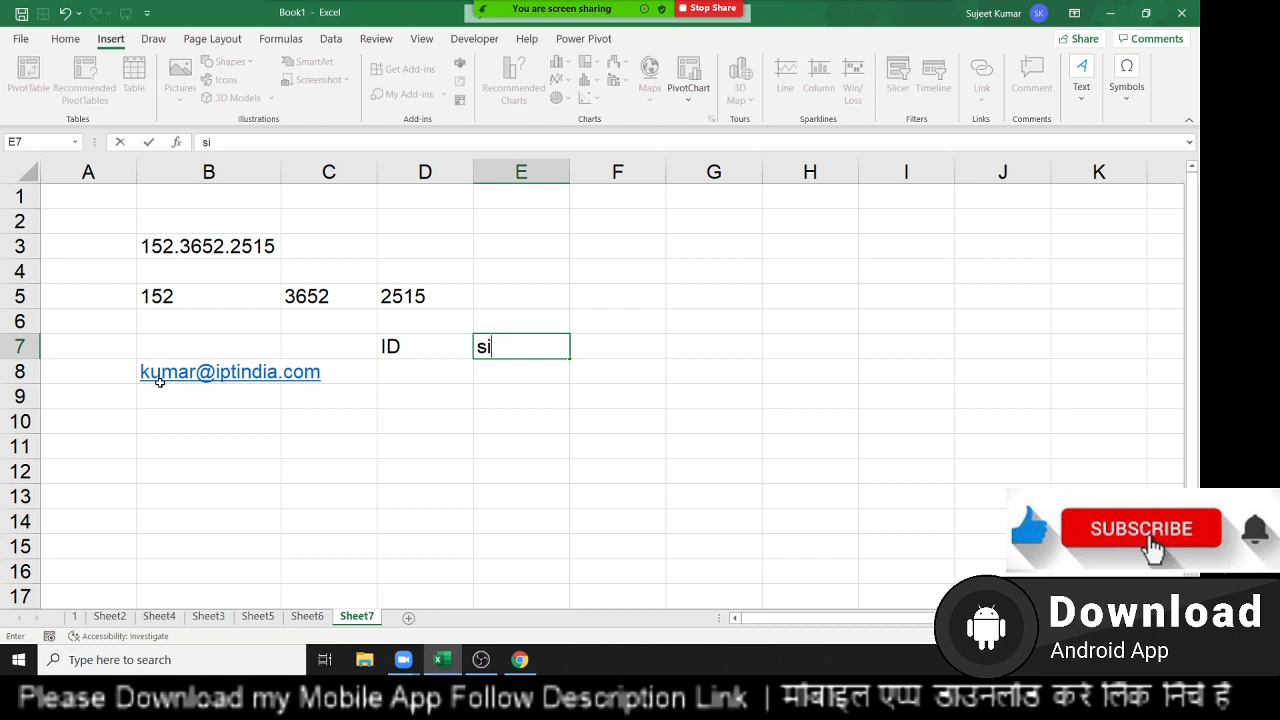 Book1 - Excel
You are screen sharing
Stop Share
Sujeet Kumar
SK
File Home Insert Draw Page Layout Formulas Data Review View Developer Help Power Pivot
Share
Comments
PivotTable
Recommended PivotTables
Table
Tables
Pictures
Shapes
Icons
3D Models
SmartArt
Screenshot
Illustrations
Get Add-ins
My Add-ins
Add-ins
Recommended Charts
Maps
PivotChart
Charts
3D Map
Tours
Line
Column
Win/Loss
Sparklines
Slicer
Timeline
Filters
Link
Links
Comment
Comments
Text
Symbols
E7
fx
si
A B C D E F G H I J K
1
2
3 152.3652.2515
4
5 152 3652 2515
6
7 ID si
8 kumar@iptindia.com
9
10
11
12
13
14
15
16
17
SUBSCRIBE
Download
Android App
1 Sheet2 Sheet4 Sheet3 Sheet5 Sheet6 Sheet7
Enter
Accessibility: Investigate
Type here to search
Please Download my Mobile App Follow Description Link | मोबाइल एप्प डाउनलोड करे लिंक निचे है